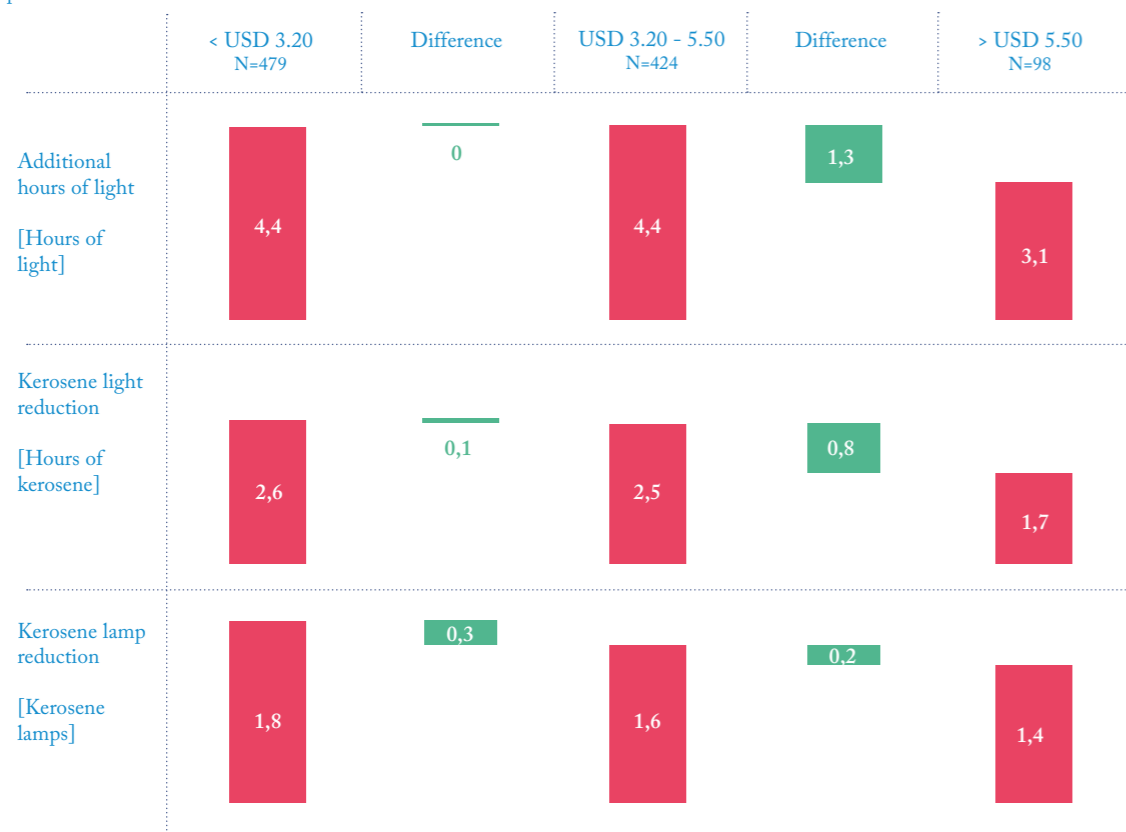 < USD 3.20
N=479
Difference
USD 3.20 - 5.50
N=424
Difference
> USD 5.50
N=98
Additional
hours of light
[Hours of
light]
4,4
0
4,4
1,3
3,1
Kerosene light
reduction
[Hours of
kerosene]
2,6
0,1
2,5
0,8
1,7
Kerosene lamp
reduction
[Kerosene
lamps]
1,8
0,3
1,6
0,2
1,4